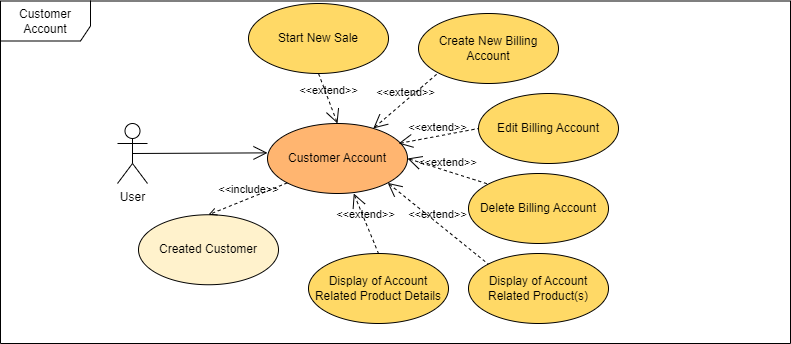 Customer
Account
Start New Sale
Create New Billing
Account
<<extend>>
<<extend>>
<<extend>>
Edit Billing Account
Customer Account
<<extend>>
User
<<include>>
Delete Billing Account
<<extend>>
<<extend>>
Created Customer
Display of Account
Related Product Details
Display of Account
Related Product(s)